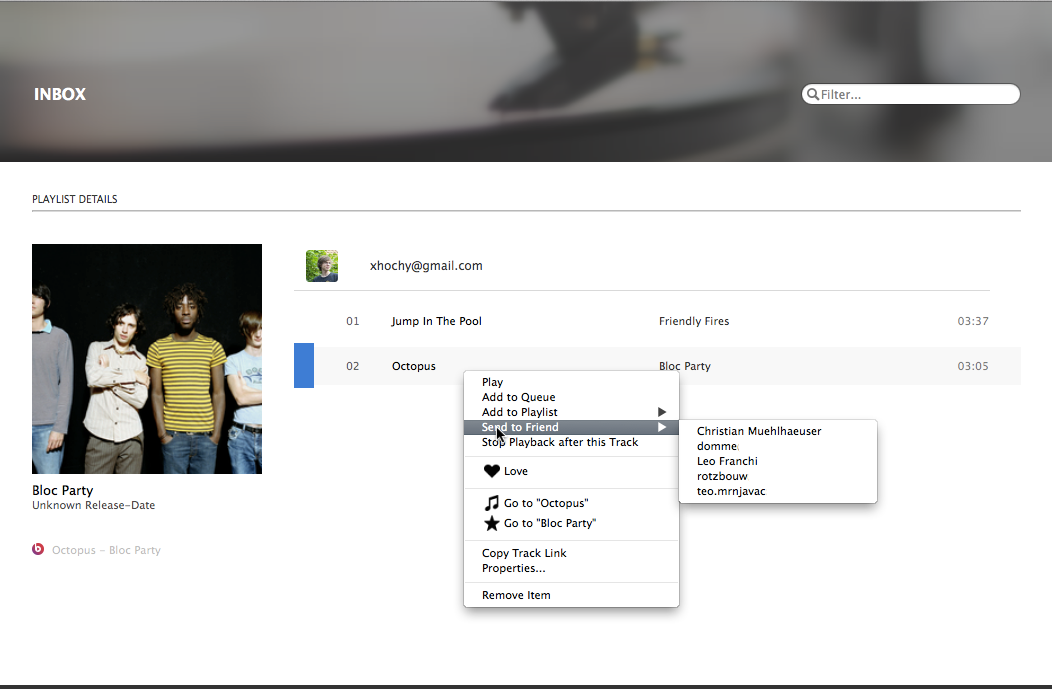 INBOX
Filter...
PLAYLIST DETAILS
xhochy@gmail.com
01 Jump In The Pool Friendly Fires 03:37
02 Octopus Bloc Party 03:05
Play
Add to Queue
Add to Playlist
Send to Friend
Stop Playback after this Track
Love
Go to "Octopus"
Go to "Bloc Party"
Copy Track Link
Properties...
Remove Item
Christian Muehlhaeuser
domme
Leo Franchi
rotzbouw
teo.mrnjavac
Bloc Party
Unknown Release-Date
Octopus - Bloc Party